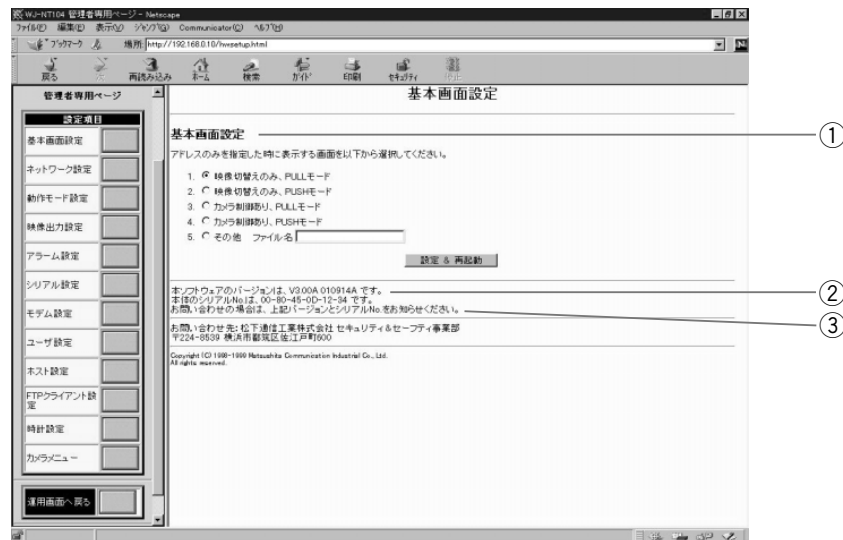 WJ-NT104 管理者専用ページ - Netscape
ファイル(F) 編集(E) 表示(V) ジャンプ(G) Communicator(C) ヘルプ(H)
ブックマーク 場所: http://192.168.0.10/hwsetup.html
戻る 再読み込み ホーム 検索 ガイド 印刷 セキュリティ 停止
管理者専用ページ
設定項目
基本画面設定
ネットワーク設定
動作モード設定
映像出力設定
アラーム設定
シリアル設定
モデム設定
ユーザ設定
ホスト設定
FTPクライアント設
定
時計設定
カメラメニュー
運用画面へ戻る
基本画面設定
基本画面設定
①
アドレスのみを指定した時に表示する画面を以下から選択してください。
1. 映像切替えのみ、PULLモード
2. 映像切替えのみ、PUSHモード
3. カメラ制御あり、PULLモード
4. カメラ制御あり、PUSHモード
5. その他 ファイル名
設定 & 再起動
本ソフトウェアのバージョンは、V3.00A 010914A です。
②
本体のシリアルNo.は、00-80-45-0D-12-34 です。
お問い合わせの場合は、上記バージョンとシリアルNo.をお知らせください。
③
お問い合わせ先: 松下通信工業株式会社 セキュリティ&セーフティ事業部
〒224-8539 横浜市都筑区佐江戸町600
Copyright (C) 1998-1999 Matsushita Communication Industrial Co., Ltd.
All rights reserved.